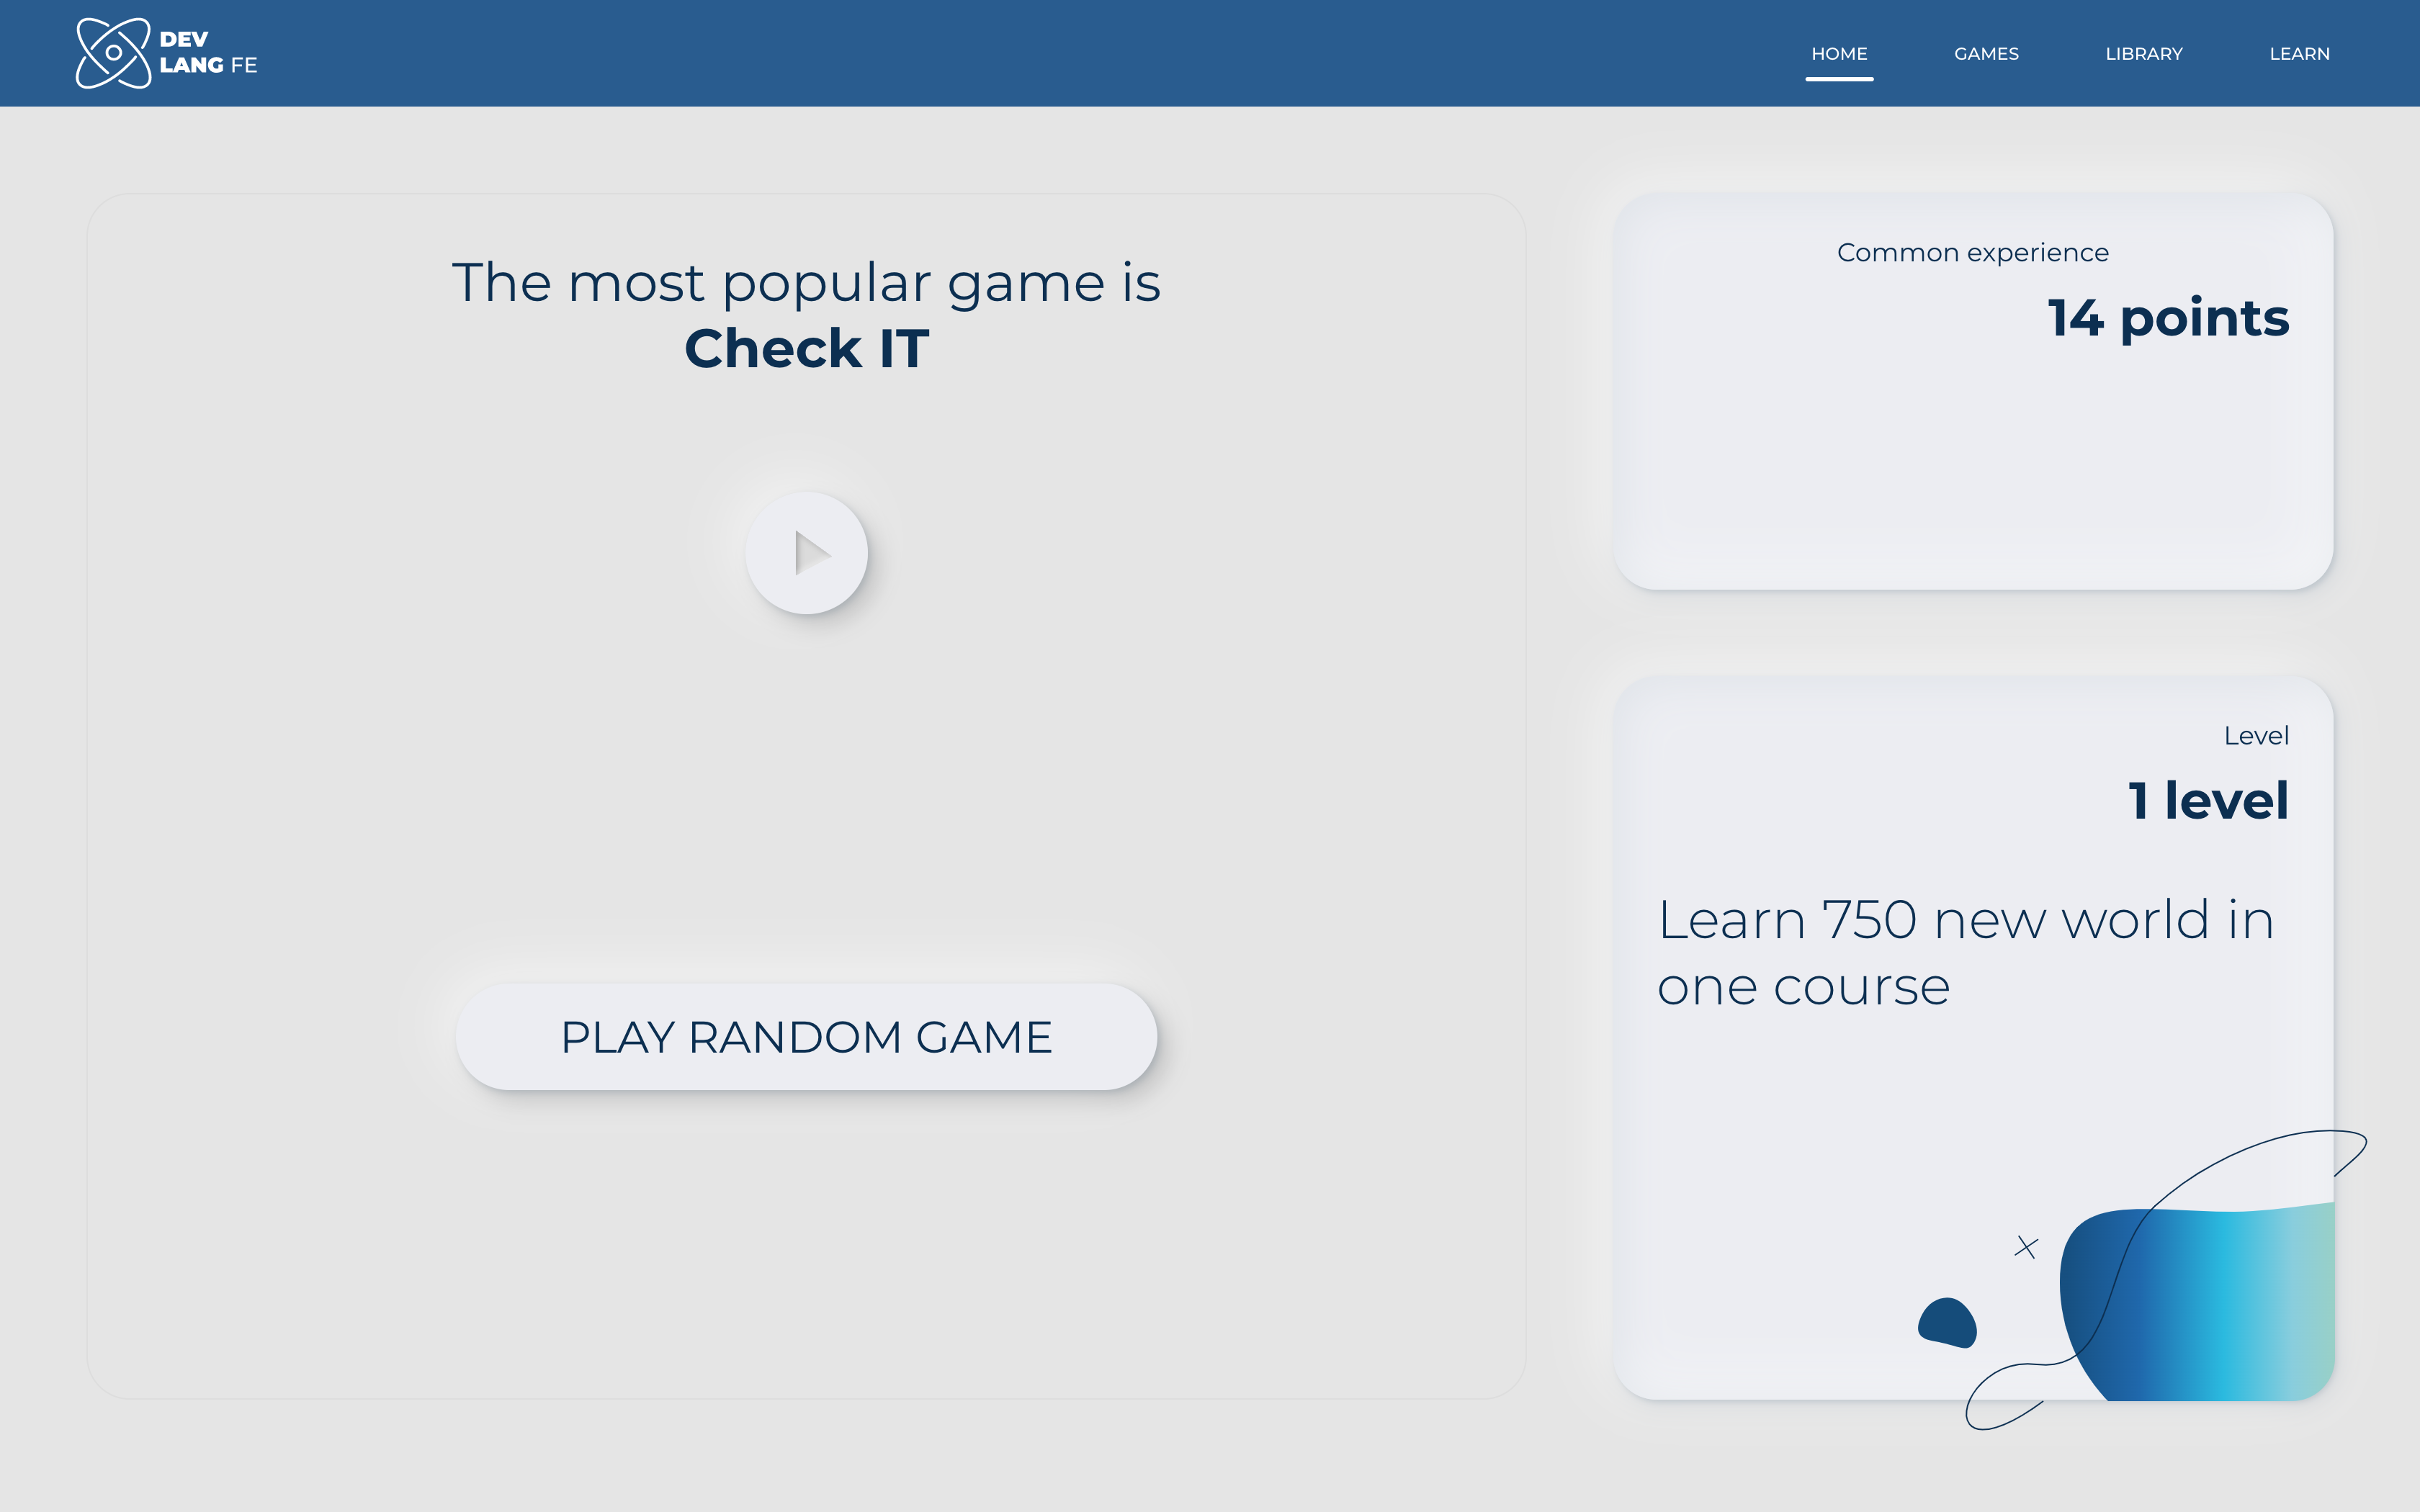 DEV
LANG FE
HOME
GAMES
LIBRARY
LEARN
The most popular game is
Check IT
PLAY RANDOM GAME
Common experience
14 points
Level
1 level
Learn 750 new world in
one course